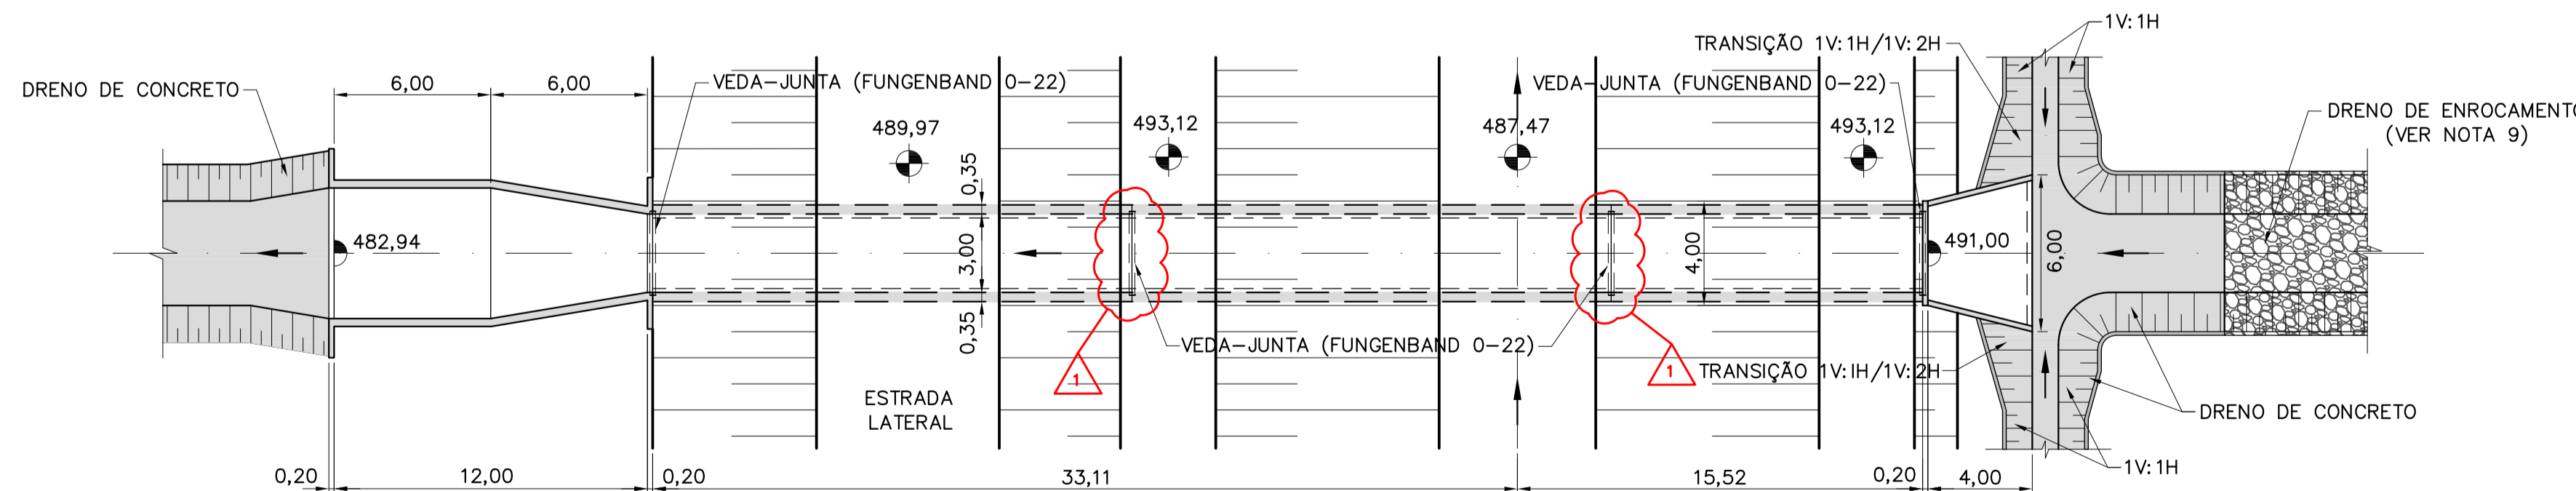 1V:1H
TRANSIÇÃO 1V:1H/1V:2H
DRENO DE CONCRETO
6,00
6,00
VEDA-JUNTA (FUNGENBAND O-22)
VEDA-JUNTA (FUNGENBAND O-22)
DRENO DE ENROCAMENTO
(VER NOTA 9)
489,97
493,12
487,47
493,12
0,35
482,94
3,00
4,00
491,00
6,00
0,35
VEDA-JUNTA (FUNGENBAND O-22)
1
1
TRANSIÇÃO 1V:IH/1V:2H
ESTRADA
LATERAL
DRENO DE CONCRETO
1V:1H
0,20
12,00
0,20
33,11
15,52
0,20
4,00